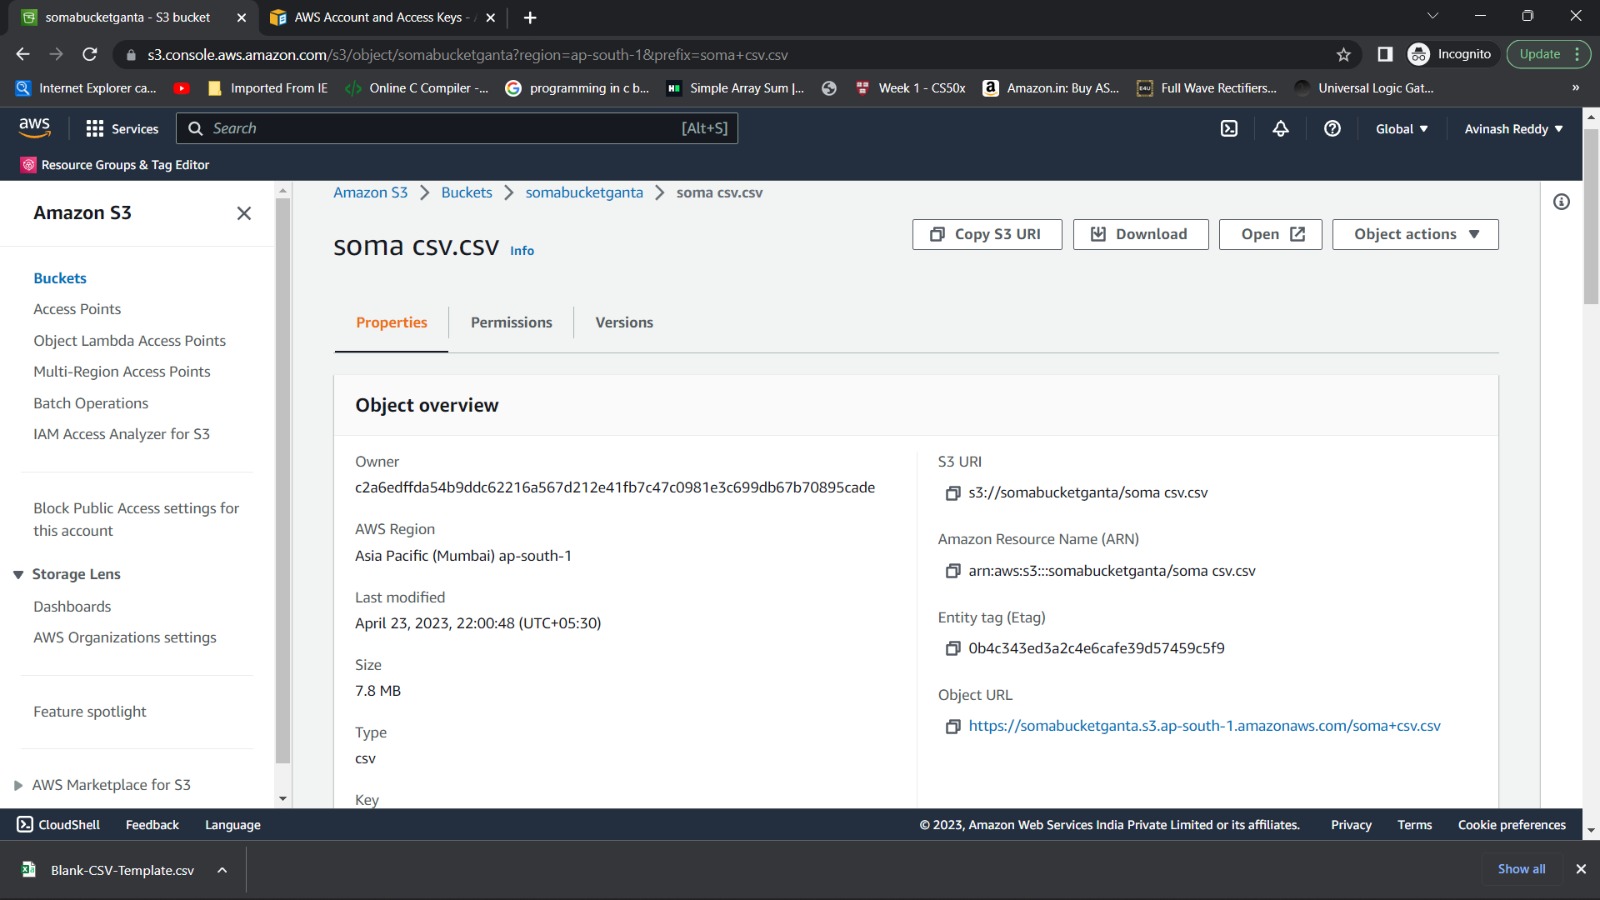 somabucketganta - S3 bucket
AWS Account and Access Keys -
s3.console.aws.amazon.com/s3/object/somabucketganta?region=ap-south-1&prefix=soma+csv.csv
Incognito
Update
Internet Explorer ca...
Imported From IE
Online C Compiler -...
programming in c b...
Simple Array Sum |...
Week 1 - CS50x
Amazon.in: Buy AS...
Full Wave Rectifiers...
Universal Logic Gat...
»
aws
Services
Search
[Alt+S]
Global
Avinash Reddy
Resource Groups & Tag Editor
Amazon S3
Buckets
Access Points
Object Lambda Access Points
Multi-Region Access Points
Batch Operations
IAM Access Analyzer for S3
Block Public Access settings for
this account
Storage Lens
Dashboards
AWS Organizations settings
Feature spotlight
AWS Marketplace for S3
Amazon S3 > Buckets > somabucketganta > soma csv.csv
soma csv.csv Info
Copy S3 URI
Download
Open
Object actions
Properties
Permissions
Versions
Object overview
Owner
c2a6edffda54b9ddc62216a567d212e41fb7c47c0981e3c699db67b70895cade
AWS Region
Asia Pacific (Mumbai) ap-south-1
Last modified
April 23, 2023, 22:00:48 (UTC+05:30)
Size
7.8 MB
Type
csv
Key
S3 URI
s3://somabucketganta/soma csv.csv
Amazon Resource Name (ARN)
arn:aws:s3:::somabucketganta/soma csv.csv
Entity tag (Etag)
0b4c343ed3a2c4e6cafe39d57459c5f9
Object URL
https://somabucketganta.s3.ap-south-1.amazonaws.com/soma+csv.csv
CloudShell
Feedback
Language
© 2023, Amazon Web Services India Private Limited or its affiliates.
Privacy
Terms
Cookie preferences
Blank-CSV-Template.csv
Show all